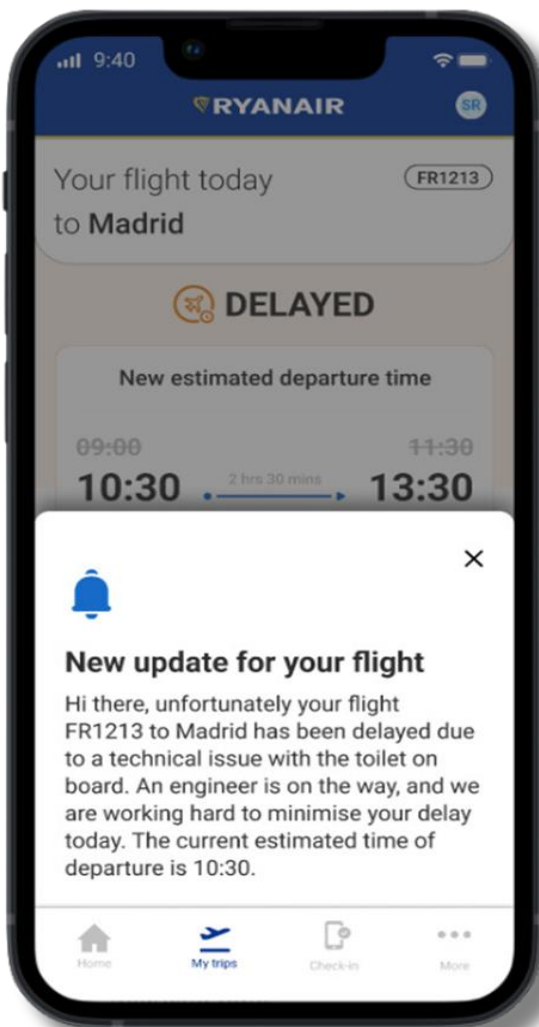 9:40
RYANAIR
SR
Your flight today
FR1213
to Madrid
DELAYED
New estimated departure time
09:00
11:30
10:30
2 hrs 30 mins
13:30
New update for your flight
Hi there, unfortunately your flight
FR1213 to Madrid has been delayed due
to a technical issue with the toilet on
board. An engineer is on the way, and we
are working hard to minimise your delay
today. The current estimated time of
departure is 10:30.
Home
My trips
Check-in
More